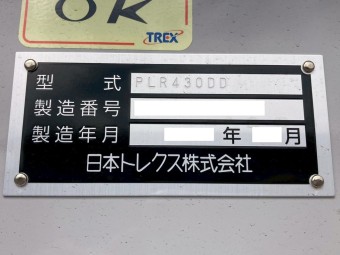 OK
TREX
型 式 PLR430DD
製造番号
製造年月 年 月
日本トレクス株式会社